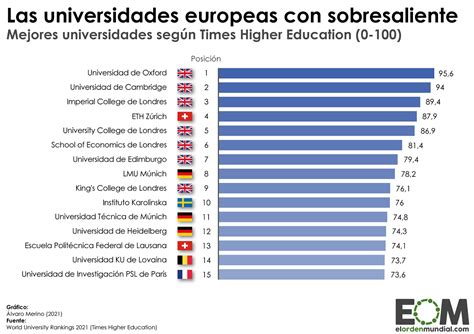 Las universidades europeas con sobresaliente
Mejores universidades según Times Higher Education (0-100)
Posición
Universidad de Oxford 1 95,6
Universidad de Cambridge 2 94
Imperial College de Londres 3 89,4
ETH Zúrich 4 87,9
University College de Londres 5 86,9
School of Economics de Londres 6 81,4
Universidad de Edimburgo 7 79,4
LMU Múnich 8 78,2
King's College de Londres 9 76,1
Instituto Karolinska 10 76
Universidad Técnica de Múnich 11 74,8
Universidad de Heidelberg 12 74,3
Escuela Politécnica Federal de Lausana 13 74,1
Universidad KU de Lovaina 14 73,7
Universidad de Investigación PSL de París 15 73,6
Gráfico:
Álvaro Merino (2021)
Fuente:
World University Rankings 2021 (Times Higher Education)
EOM
elordenmundial.com